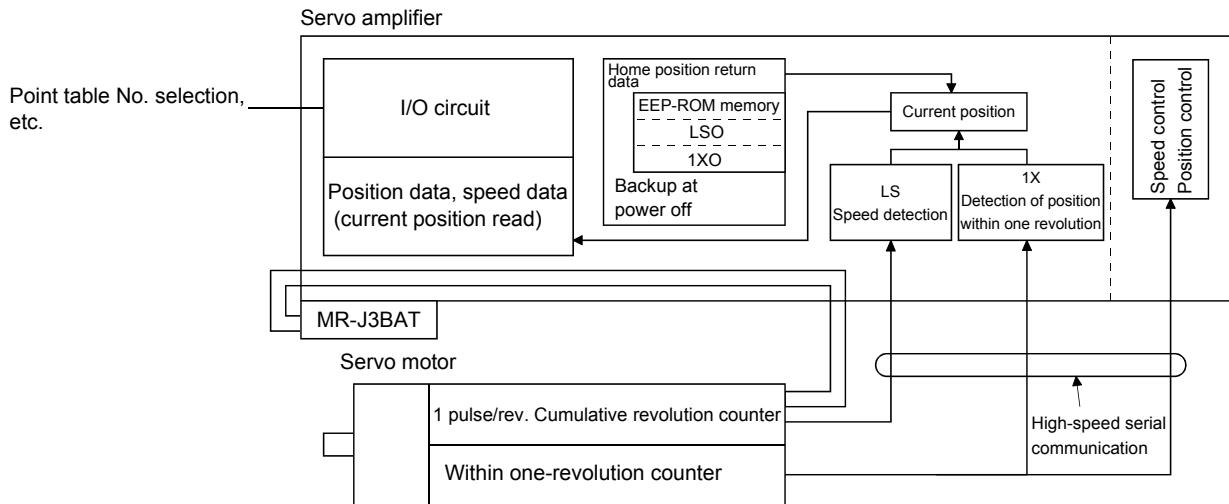 Servo amplifier
Point table No. selection,
etc.
I/O circuit
Position data, speed data
(current position read)
Home position return
data
EEP-ROM memory
LSO
1XO
Backup at
power off
Current position
LS
Speed detection
1X
Detection of position
within one revolution
Speed control
Position control
MR-J3BAT
Servo motor
1 pulse/rev. Cumulative revolution counter
Within one-revolution counter
High-speed serial
communication